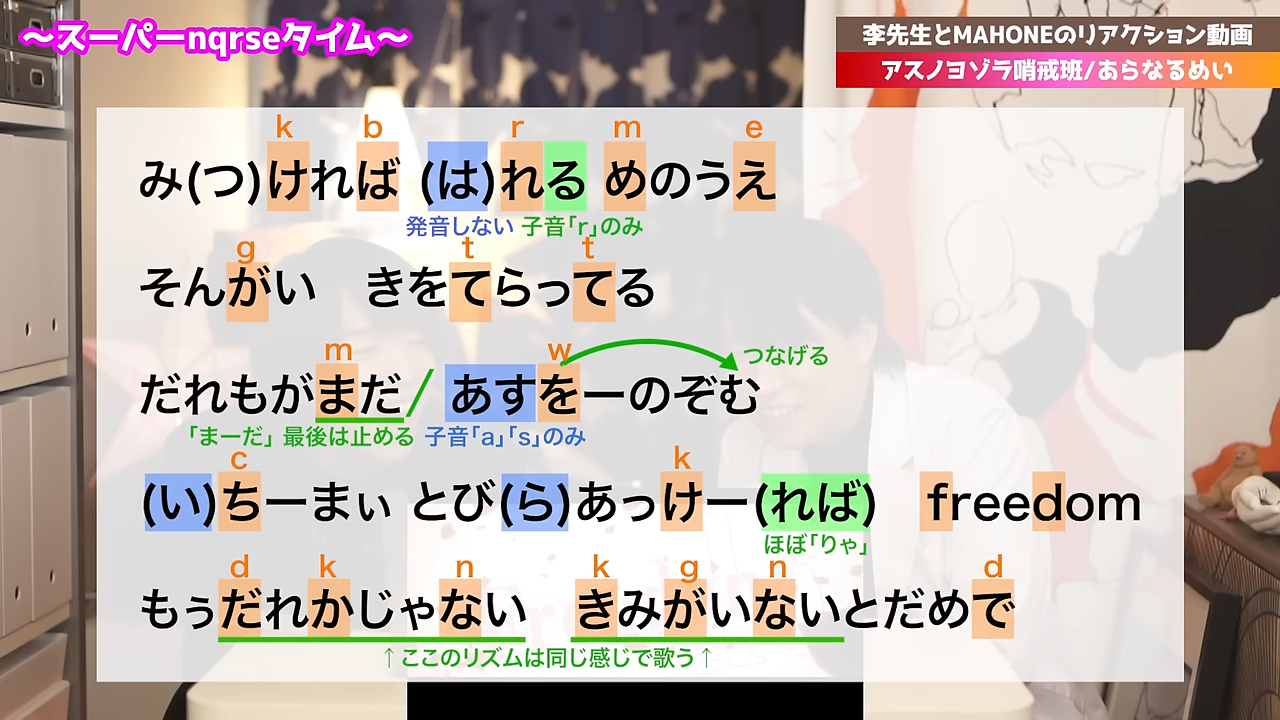 〜スーパーnqrseタイム〜
李先生とMAHONEのリアクション動画
アスノヨゾラ哨戒班/あらなるめい
k b r m e
み(つ)ければ (は)れる めのうえ
発音しない 子音「r」のみ
g t t
そんがい きをてらってる
m w つなげる
だれもがまだ/ あすをーのぞむ
「まーだ」最後は止める 子音「a」「s」のみ
c k
(い)ちーまぃ とび(ら)あっけー(れば) freedom
ほぼ「りゃ」
d k n k g n d
もぅだれかじゃない きみがいないとだめで
↑ここのリズムは同じ感じで歌う↑